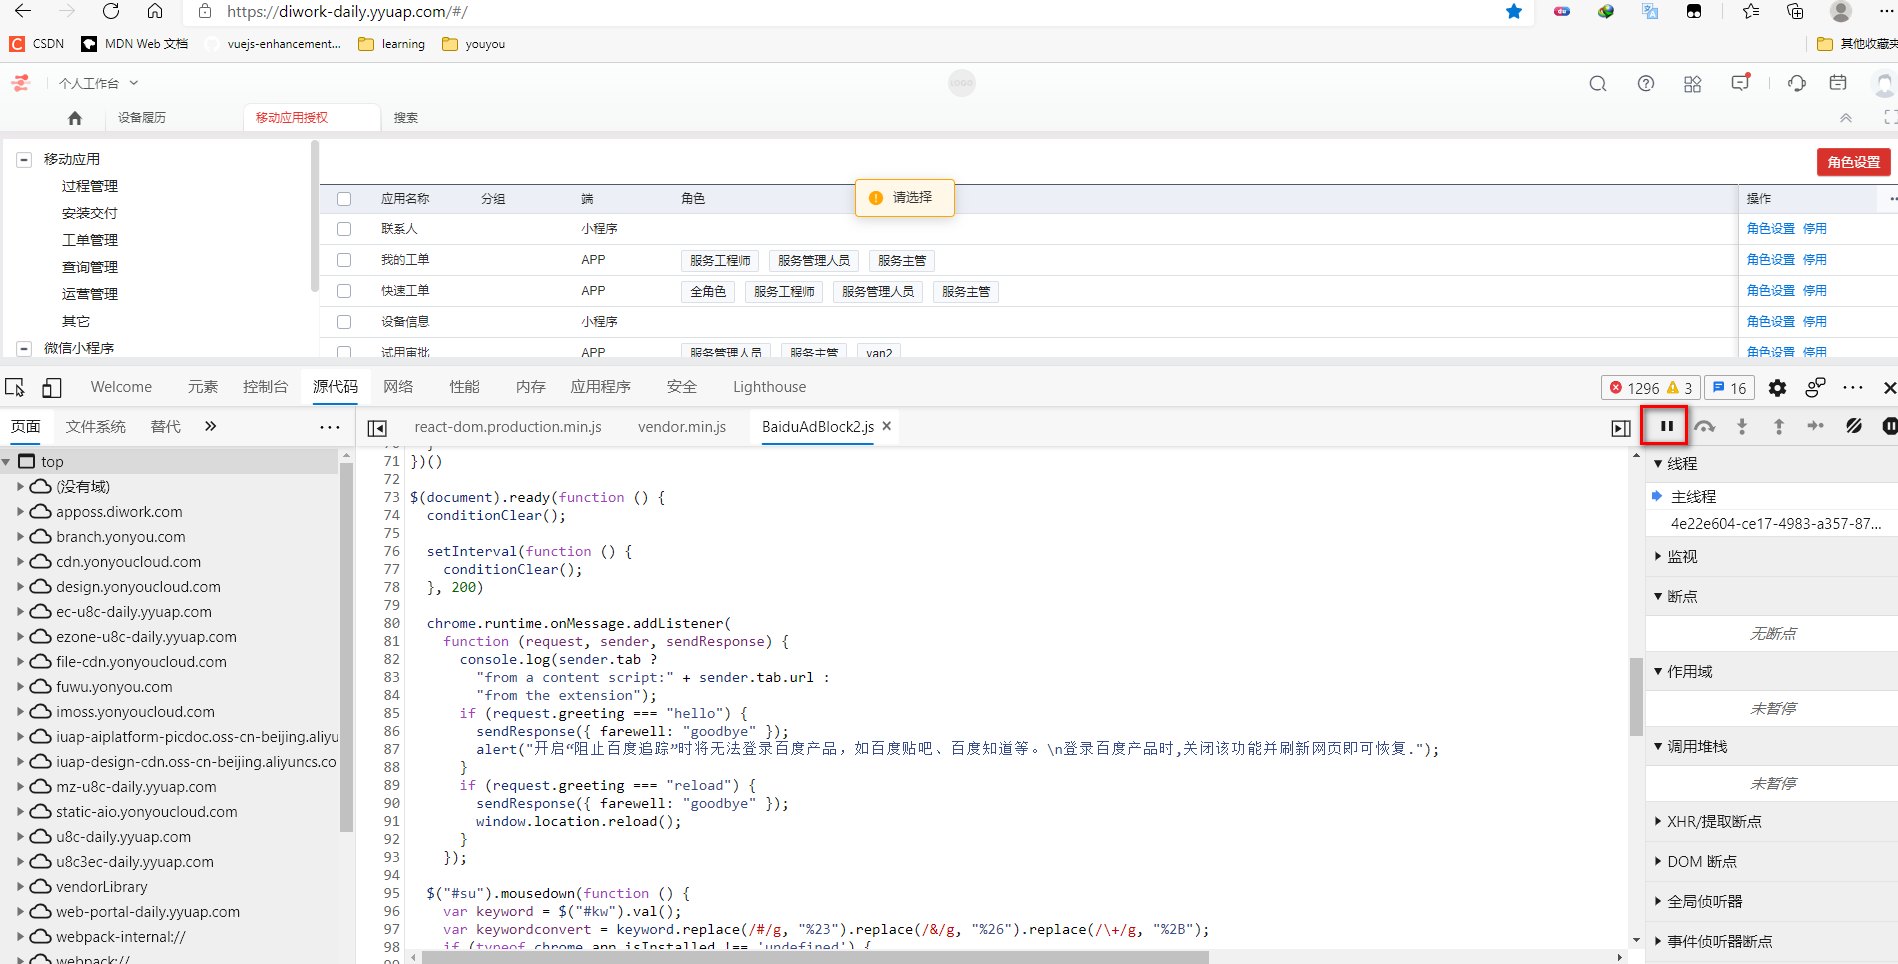 https://diwork-daily.yyuap.com/#/
CSDN MDN Web 文档 vuejs-enhancement... learning youyou 其他收藏夹
个人工作台 LOGO
设备履历 移动应用授权 搜索
移动应用
过程管理
安装交付
工单管理
查询管理
运营管理
其它
微信小程序
角色设置
请选择
应用名称 分组 端 角色 操作
联系人 小程序 角色设置 停用
我的工单 APP 服务工程师 服务管理人员 服务主管 角色设置 停用
快速工单 APP 全角色 服务工程师 服务管理人员 服务主管 角色设置 停用
设备信息 小程序 角色设置 停用
试用审批 APP 服务管理人员 服务主管 yan2 角色设置 停用
Welcome 元素 控制台 源代码 网络 性能 内存 应用程序 安全 Lighthouse 1296 3 16
页面 文件系统 替代
react-dom.production.min.js vendor.min.js BaiduAdBlock2.js
top
(没有域)
apposs.diwork.com
branch.yonyou.com
cdn.yonyoucloud.com
design.yonyoucloud.com
ec-u8c-daily.yyuap.com
ezone-u8c-daily.yyuap.com
file-cdn.yonyoucloud.com
fuwu.yonyou.com
imoss.yonyoucloud.com
iuap-aiplatform-picdoc.oss-cn-beijing.aliyu
iuap-design-cdn.oss-cn-beijing.aliyuncs.co
mz-u8c-daily.yyuap.com
static-aio.yonyoucloud.com
u8c-daily.yyuap.com
u8c3ec-daily.yyuap.com
vendorLibrary
web-portal-daily.yyuap.com
webpack-internal://
webpack://
71 })()
72
73 $(document).ready(function () {
74 conditionClear();
75
76 setInterval(function () {
77 conditionClear();
78 }, 200)
79
80 chrome.runtime.onMessage.addListener(
81 function (request, sender, sendResponse) {
82 console.log(sender.tab ?
83 "from a content script:" + sender.tab.url :
84 "from the extension");
85 if (request.greeting === "hello") {
86 sendResponse({ farewell: "goodbye" });
87 alert("开启“阻止百度追踪”时将无法登录百度产品，如百度贴吧、百度知道等。\n登录百度产品时,关闭该功能并刷新网页即可恢复.");
88 }
89 if (request.greeting === "reload") {
90 sendResponse({ farewell: "goodbye" });
91 window.location.reload();
92 }
93 });
94
95 $("#su").mousedown(function () {
96 var keyword = $("#kw").val();
97 var keywordconvert = keyword.replace(/#/g, "%23").replace(/&/g, "%26").replace(/\+/g, "%2B");
98 if (typeof chrome.app.isInstalled !== 'undefined') {
99
线程
主线程
4e22e604-ce17-4983-a357-87...
监视
断点
无断点
作用域
未暂停
调用堆栈
未暂停
XHR/提取断点
DOM 断点
全局侦听器
事件侦听器断点